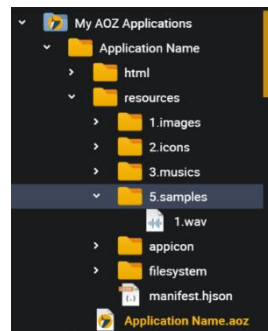 My AOZ Applications
Application Name
html
resources
1.images
2.icons
3.musics
5.samples
1.wav
appicon
filesystem
manifest.hjson
Application Name.aoz